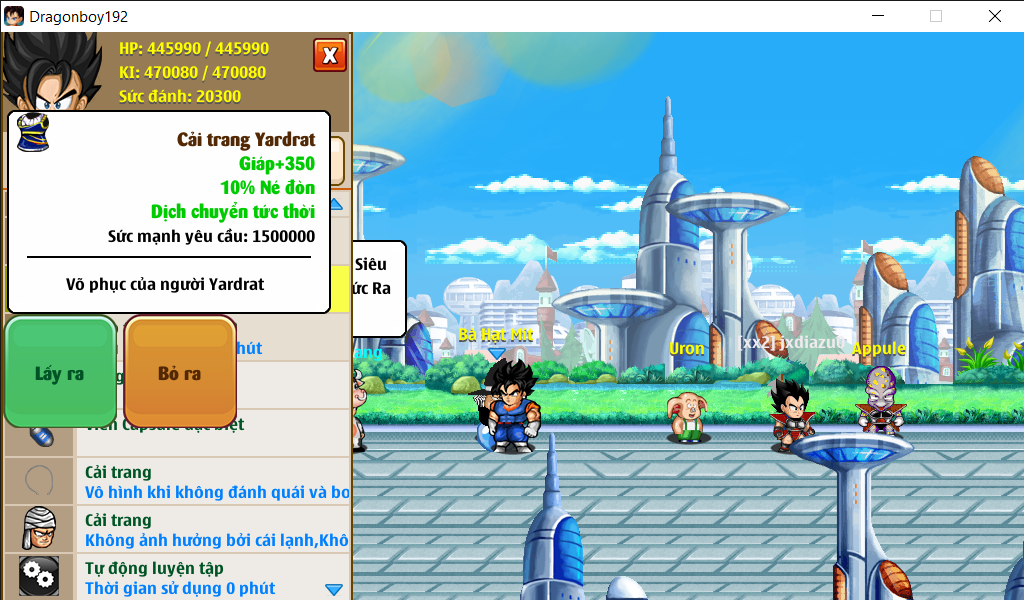 Dragonboy192
HP: 445990 / 445990
KI: 470080 / 470080
Sức đánh: 20300
X
Cải trang Yardrat
Giáp+350
10% Né đòn
Dịch chuyển tức thời
Sức mạnh yêu cầu: 1500000
Võ phục của người Yardrat
Siêu
ức Ra
Lấy ra
Bỏ ra
hút
Cải trang
Vô hình khi không đánh quái và bo
Cải trang
Không ảnh hưởng bởi cái lạnh,Khô
Tự động luyện tập
Thời gian sử dụng 0 phút
Bà Hạt Mít
Uron
Appule